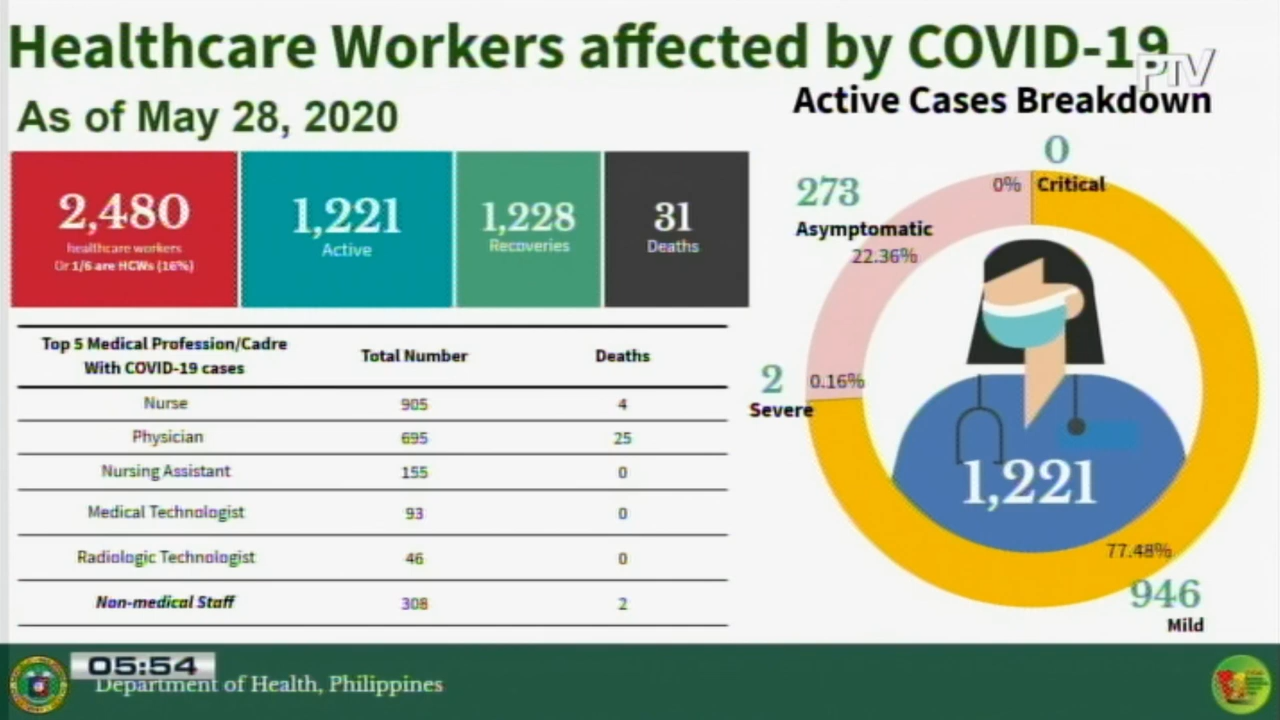 Healthcare Workers affected by COVID-19
PTV
As of May 28, 2020
Active Cases Breakdown
2,480
healthcare workers
Or 1/6 are HCWs (16%)
1,221
Active
1,228
Recoveries
31
Deaths
Top 5 Medical Profession/Cadre
With COVID-19 cases
Total Number
Deaths
Nurse 905 4
Physician 695 25
Nursing Assistant 155 0
Medical Technologist 93 0
Radiologic Technologist 46 0
Non-medical Staff 308 2
0
0% Critical
273
Asymptomatic
22.36%
2
0.16%
Severe
1,221
77.48%
946
Mild
05:54
Department of Health, Philippines